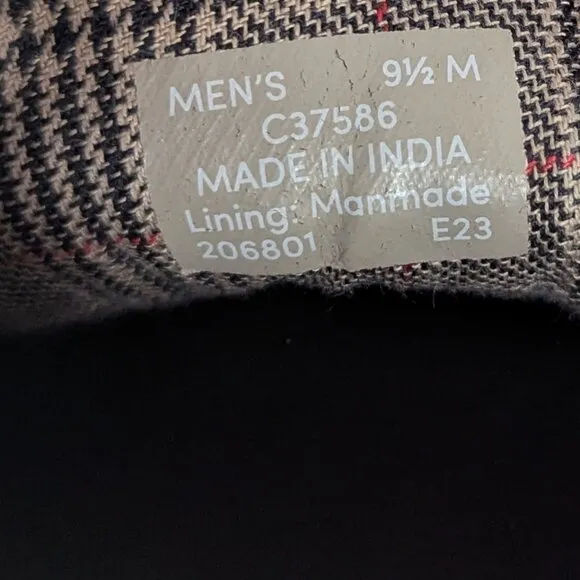 MEN'S 9½ M
C37586
MADE IN INDIA
Lining: Manmade
206801 E23